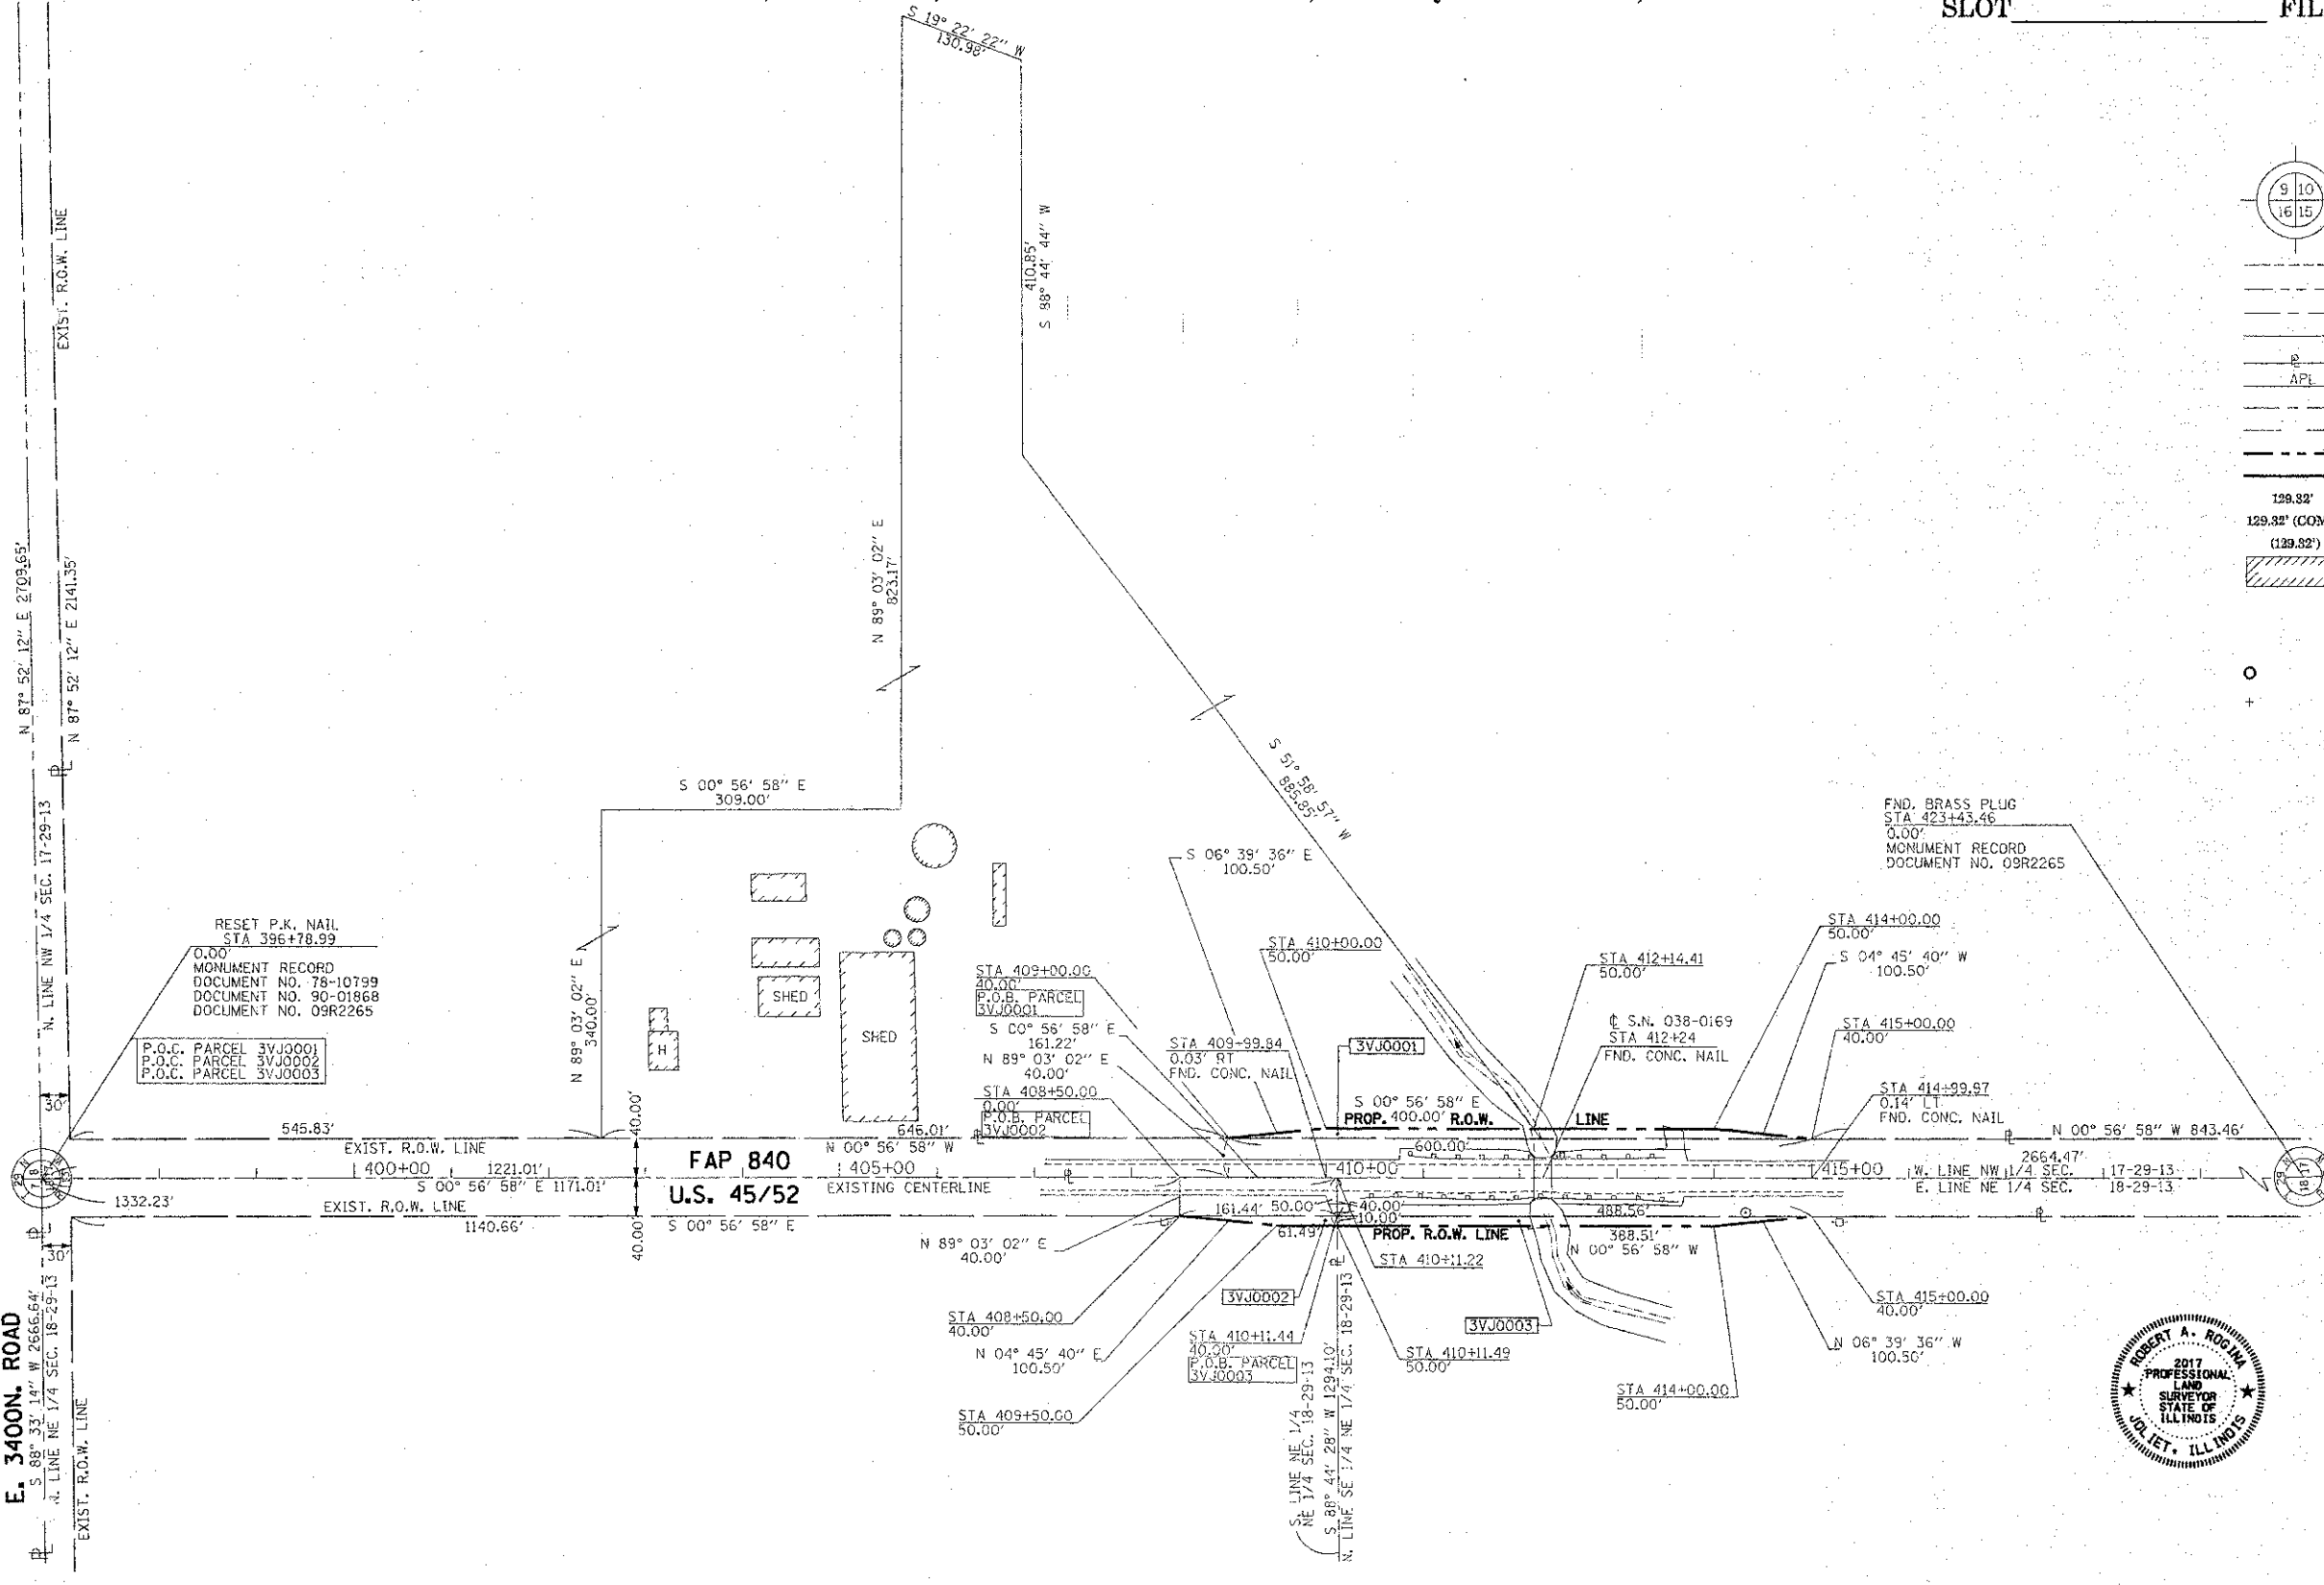 SLOT
FIL
S 19° 22' 22" W
130.98'
410.85'
S 88° 44' 44" W
EXIST. R.O.W. LINE
N 87° 52' 12" E 2709.65'
N 87° 52' 12" E 2141.35'
N. LINE NW 1/4 SEC. 17-29-13
N 89° 03' 02" E
823.17'
S 51° 58' 57" W
885.85'
S 00° 56' 58" E
309.00'
N 89° 03' 02" E
340.00'
9 10
16 15
APL
129.32'
129.32' (COM
(129.32')
FND. BRASS PLUG
STA 423+43.46
0.00'
MONUMENT RECORD
DOCUMENT NO. 09R2265
RESET P.K. NAIL
STA 396+78.99
0.00'
MONUMENT RECORD
DOCUMENT NO. 78-10799
DOCUMENT NO. 90-01868
DOCUMENT NO. 09R2265
P.O.C. PARCEL 3VJ0001
P.O.C. PARCEL 3VJ0002
P.O.C. PARCEL 3VJ0003
SHED
SHED
H
S 06° 39' 36" E
100.50'
STA 410+00.00
50.00'
STA 409+00.00
40.00'
P.O.B. PARCEL
3VJ0001
S 00° 56' 58" E
161.22'
N 89° 03' 02" E
40.00'
STA 408+50.00
0.00'
P.O.B. PARCEL
3VJ0002
STA 409+99.84
0.03' RT
FND. CONC. NAIL
3VJ0001
STA 412+14.41
50.00'
℄ S.N. 038-0169
STA 412+24
FND. CONC. NAIL
STA 414+00.00
50.00'
S 04° 45' 40" W
100.50'
STA 415+00.00
40.00'
STA 414+99.97
0.14' LT
FND. CONC. NAIL
S 00° 56' 58" E
PROP. 400.00' R.O.W. LINE
30'
545.83'
EXIST. R.O.W. LINE
40.00'
646.01'
N 00° 56' 58" W
600.00'
N 00° 56' 58" W 843.46'
400+00
1221.01'
S 00° 56' 58" E 1171.01'
FAP 840
U.S. 45/52
405+00
EXISTING CENTERLINE
410+00
415+00
2664.47'
W. LINE NW 1/4 SEC. 17-29-13
E. LINE NE 1/4 SEC. 18-29-13
1332.23'
EXIST. R.O.W. LINE
1140.66'
40.00'
S 00° 56' 58" E
161.44'
50.00'
40.00'
10.00'
61.49'
PROP. R.O.W. LINE
488.56'
388.51'
N 00° 56' 58" W
30'
N 89° 03' 02" E
40.00'
STA 410+11.22
3VJ0002
3VJ0003
STA 408+50.00
40.00'
N 04° 45' 40" E
100.50'
STA 409+50.00
50.00'
STA 410+11.44
40.00'
P.O.B. PARCEL
3VJ0003
STA 410+11.49
50.00'
STA 414+00.00
50.00'
STA 415+00.00
40.00'
N 06° 39' 36" W
100.50'
E. 3400N. ROAD
S 88° 33' 14" W 2666.64'
N. LINE NE 1/4 SEC. 18-29-13
EXIST. R.O.W. LINE
S. LINE NE 1/4
NE 1/4 SEC. 18-29-13
S 88° 44' 28" W 1294.10'
N. LINE SE 1/4 NE 1/4 SEC. 18-29-13
ROBERT A. ROGINA
2017
PROFESSIONAL
LAND
SURVEYOR
STATE OF
ILLINOIS
JOLIET, ILLINOIS